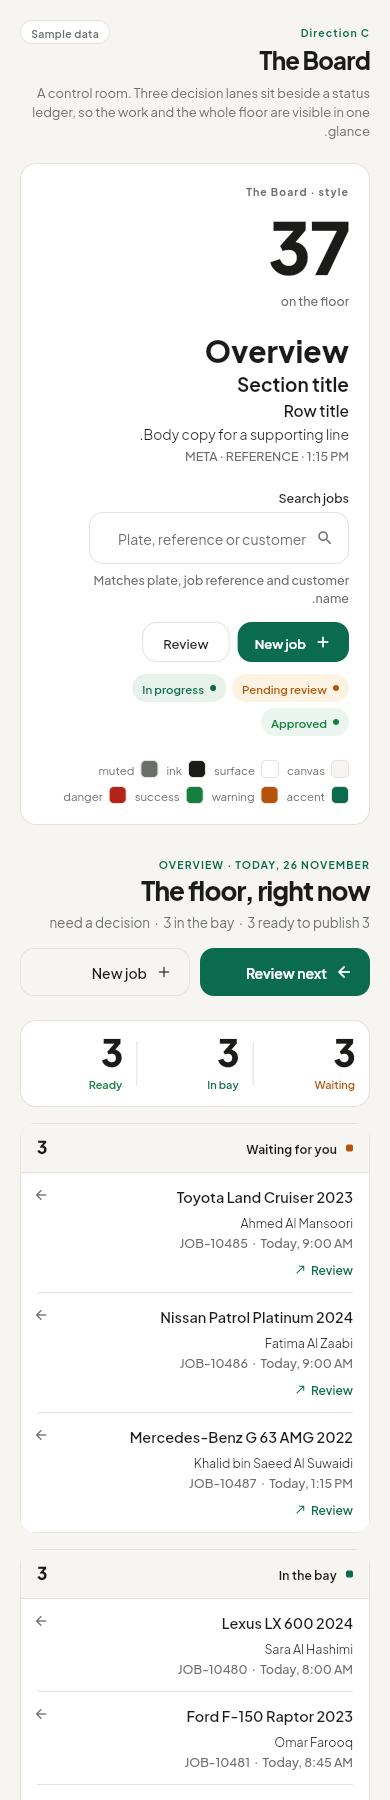 Sample data
Direction C
The Board
A control room. Three decision lanes sit beside a status
ledger, so the work and the whole floor are visible in one
.glance
The Board · style
37
on the floor
Overview
Section title
Row title
.Body copy for a supporting line
META · REFERENCE · 1:15 PM
Search jobs
Plate, reference or customer
Matches plate, job reference and customer
.name
Review
New job
In progress
Pending review
Approved
muted ink surface canvas
danger success warning accent
OVERVIEW · TODAY, 26 NOVEMBER
The floor, right now
need a decision · 3 in the bay · 3 ready to publish 3
New job
Review next
3 3 3
Ready In bay Waiting
3 Waiting for you
Toyota Land Cruiser 2023
Ahmed Al Mansoori
JOB-10485 · Today, 9:00 AM
Review
Nissan Patrol Platinum 2024
Fatima Al Zaabi
JOB-10486 · Today, 9:00 AM
Review
Mercedes-Benz G 63 AMG 2022
Khalid bin Saeed Al Suwaidi
JOB-10487 · Today, 1:15 PM
Review
3 In the bay
Lexus LX 600 2024
Sara Al Hashimi
JOB-10480 · Today, 8:00 AM
Ford F-150 Raptor 2023
Omar Farooq
JOB-10481 · Today, 8:45 AM